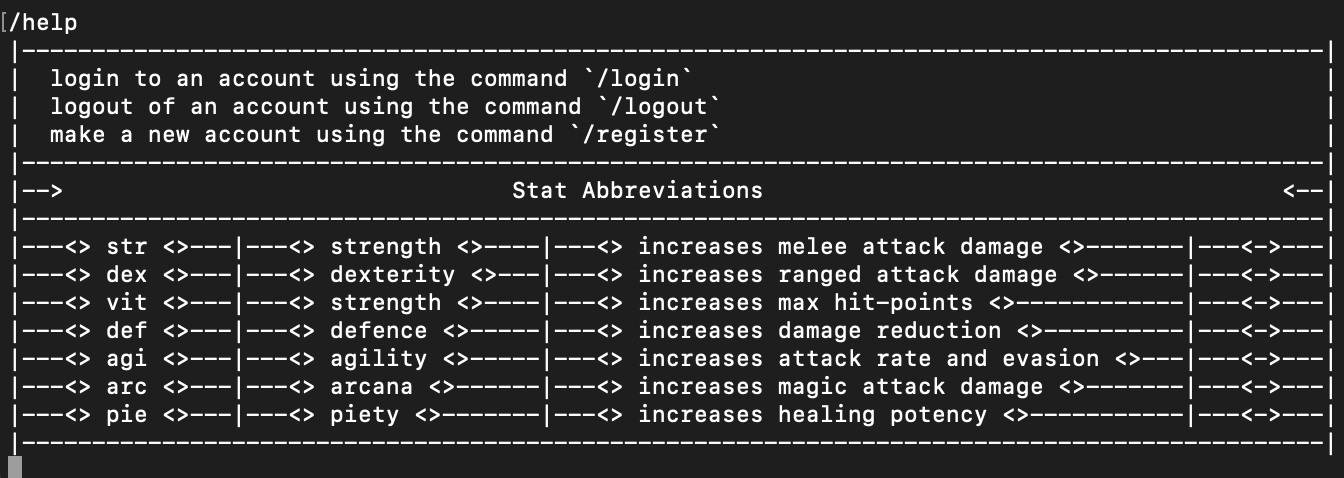 [/help
|---------------------------------------------------------------------------------------------|
|  login to an account using the command `/login`                                             |
|  logout of an account using the command `/logout`                                           |
|  make a new account using the command `/register`                                           |
|---------------------------------------------------------------------------------------------|
|-->                                Stat Abbreviations                                     <--|
|---------------------------------------------------------------------------------------------|
|---<> str <>---|---<> strength <>----|---<> increases melee attack damage <>-------|---<->---|
|---<> dex <>---|---<> dexterity <>---|---<> increases ranged attack damage <>------|---<->---|
|---<> vit <>---|---<> strength <>----|---<> increases max hit-points <>------------|---<->---|
|---<> def <>---|---<> defence <>-----|---<> increases damage reduction <>----------|---<->---|
|---<> agi <>---|---<> agility <>-----|---<> increases attack rate and evasion <>---|---<->---|
|---<> arc <>---|---<> arcana <>------|---<> increases magic attack damage <>-------|---<->---|
|---<> pie <>---|---<> piety <>-------|---<> increases healing potency <>-----------|---<->---|
|---------------------------------------------------------------------------------------------|